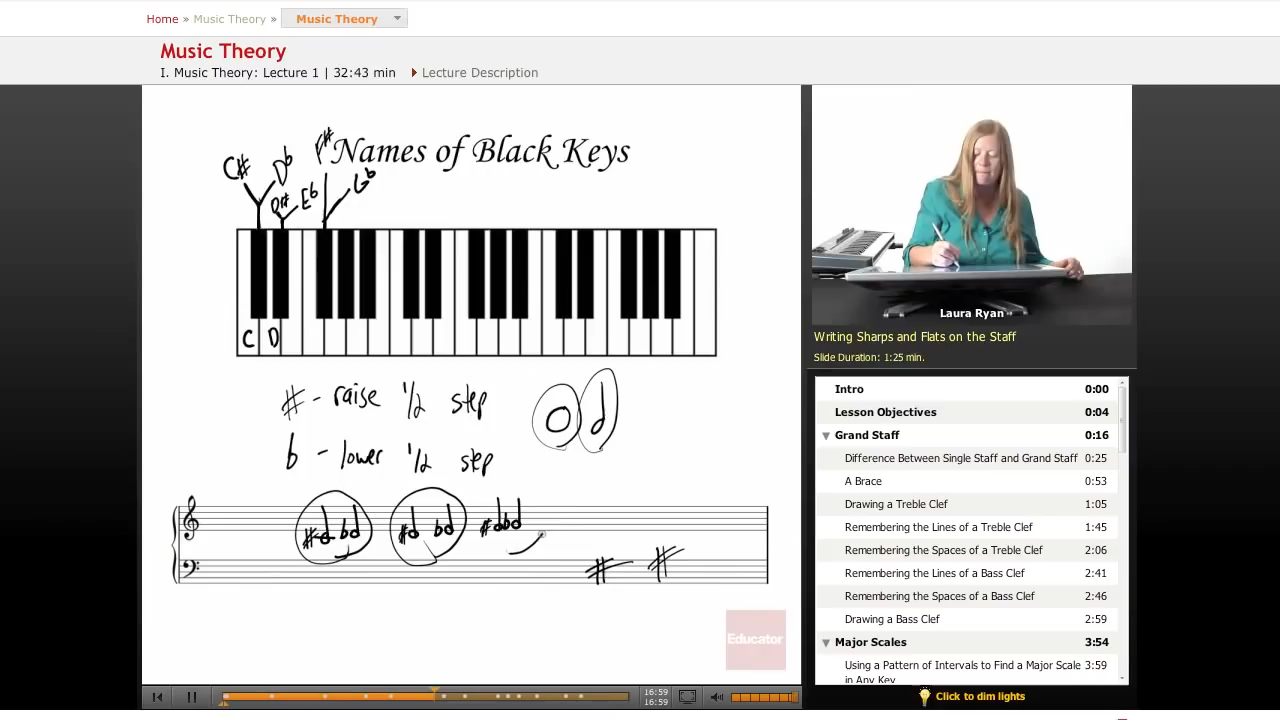 Home » Music Theory » Music Theory
Music Theory
I. Music Theory: Lecture 1 | 32:43 min Lecture Description
Names of Black Keys
C# Db F#
D# Eb Gb
C D
# - raise 1/2 step
b - lower 1/2 step
Educator
Laura Ryan
Writing Sharps and Flats on the Staff
Slide Duration: 1:25 min.
Intro 0:00
Lesson Objectives 0:04
Grand Staff 0:16
Difference Between Single Staff and Grand Staff 0:25
A Brace 0:53
Drawing a Treble Clef 1:05
Remembering the Lines of a Treble Clef 1:45
Remembering the Spaces of a Treble Clef 2:06
Remembering the Lines of a Bass Clef 2:41
Remembering the Spaces of a Bass Clef 2:46
Drawing a Bass Clef 2:59
Major Scales 3:54
Using a Pattern of Intervals to Find a Major Scale 3:59
in Any Key
16:59
16:59
Click to dim lights